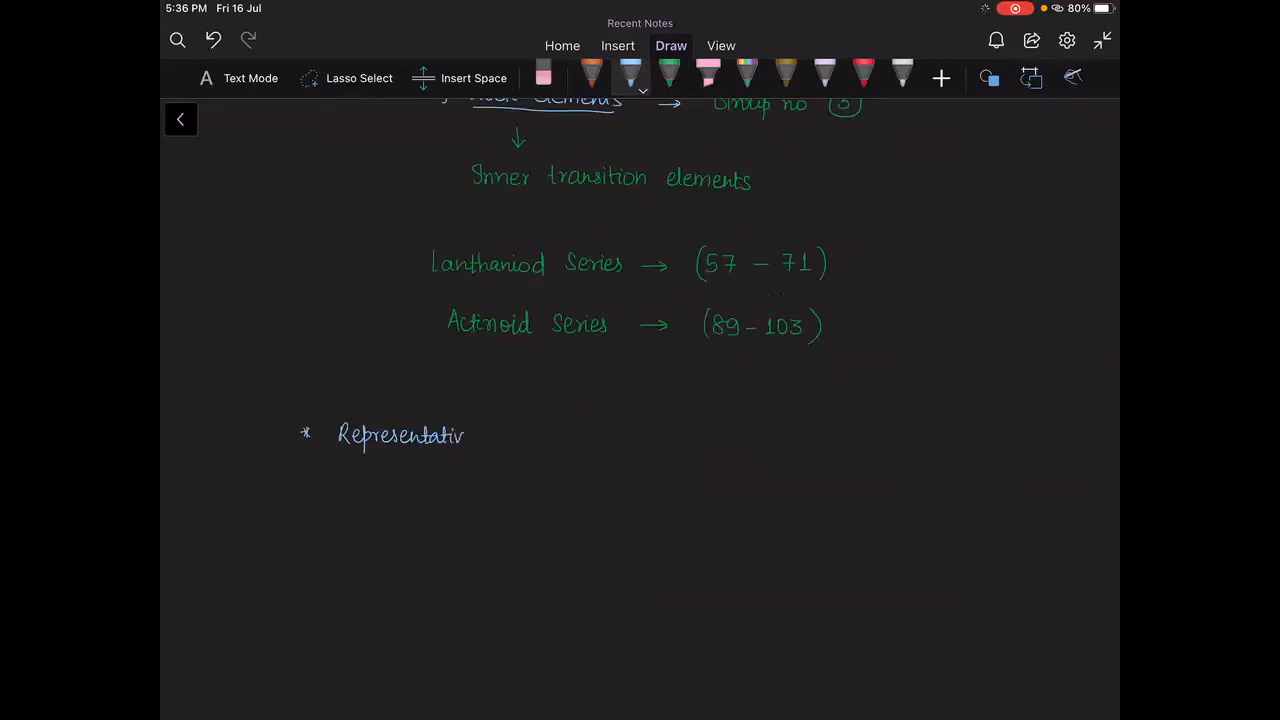 5:36 PM Fri 16 Jul 80%
Recent Notes
Home Insert Draw View
Text Mode Lasso Select Insert Space
elements → Group no 3
↓
Inner transition elements
Lanthaniod Series → (57 - 71)
Actinoid Series → (89 - 103)
* Representativ